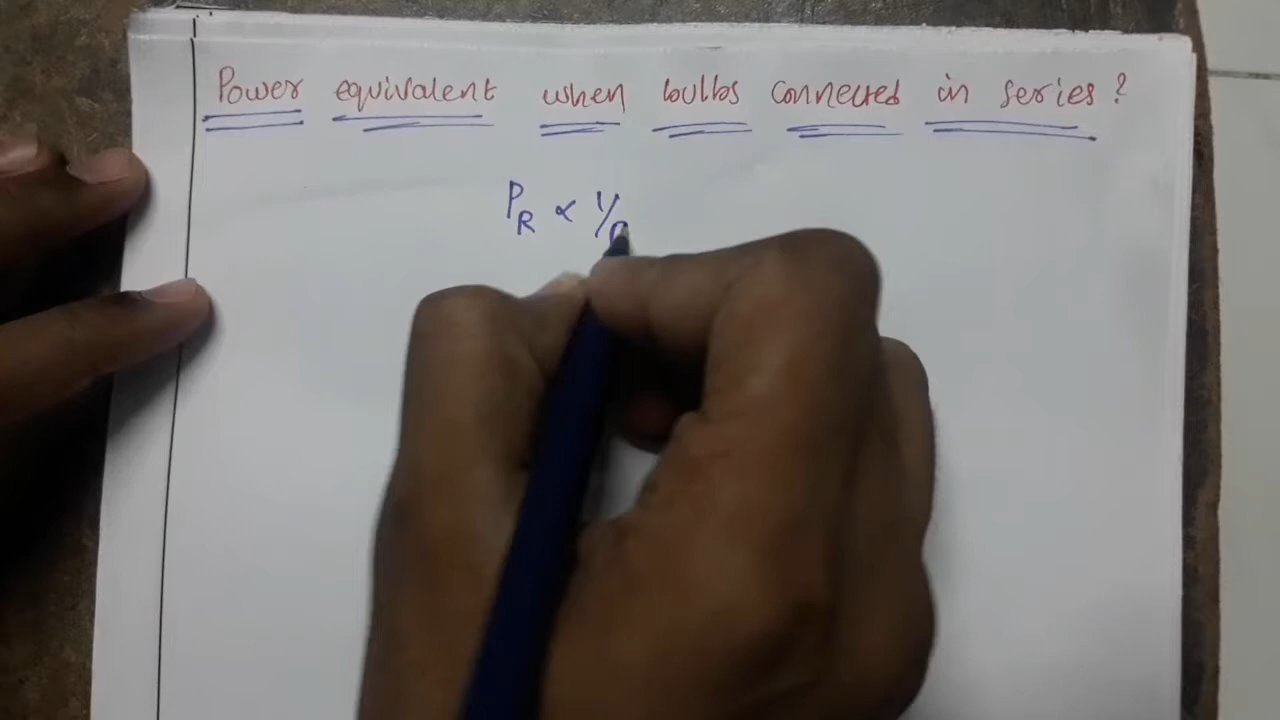 Power equivalent when bulbs connected in series?
P_R ∝ 1/